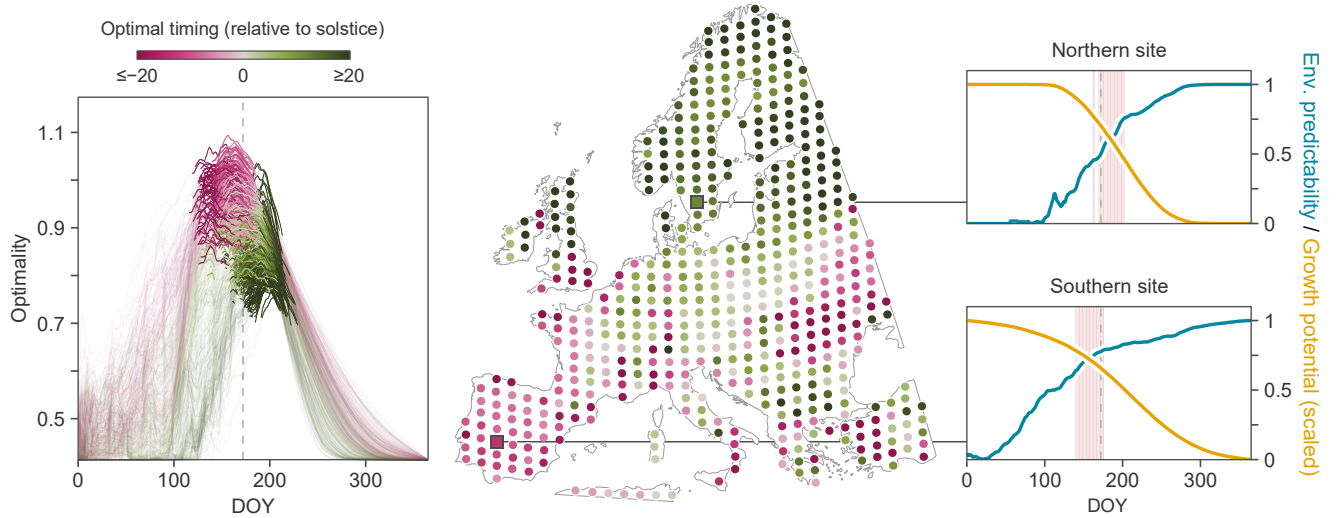 Optimal timing (relative to solstice)
≤−20 0 ≥20
Optimality
1.1
0.9
0.7
0.5
0 100 200 300
DOY
Northern site
1
0.5
0
Southern site
1
0.5
0
0 100 200 300
DOY
Env. predictability / Growth potential (scaled)